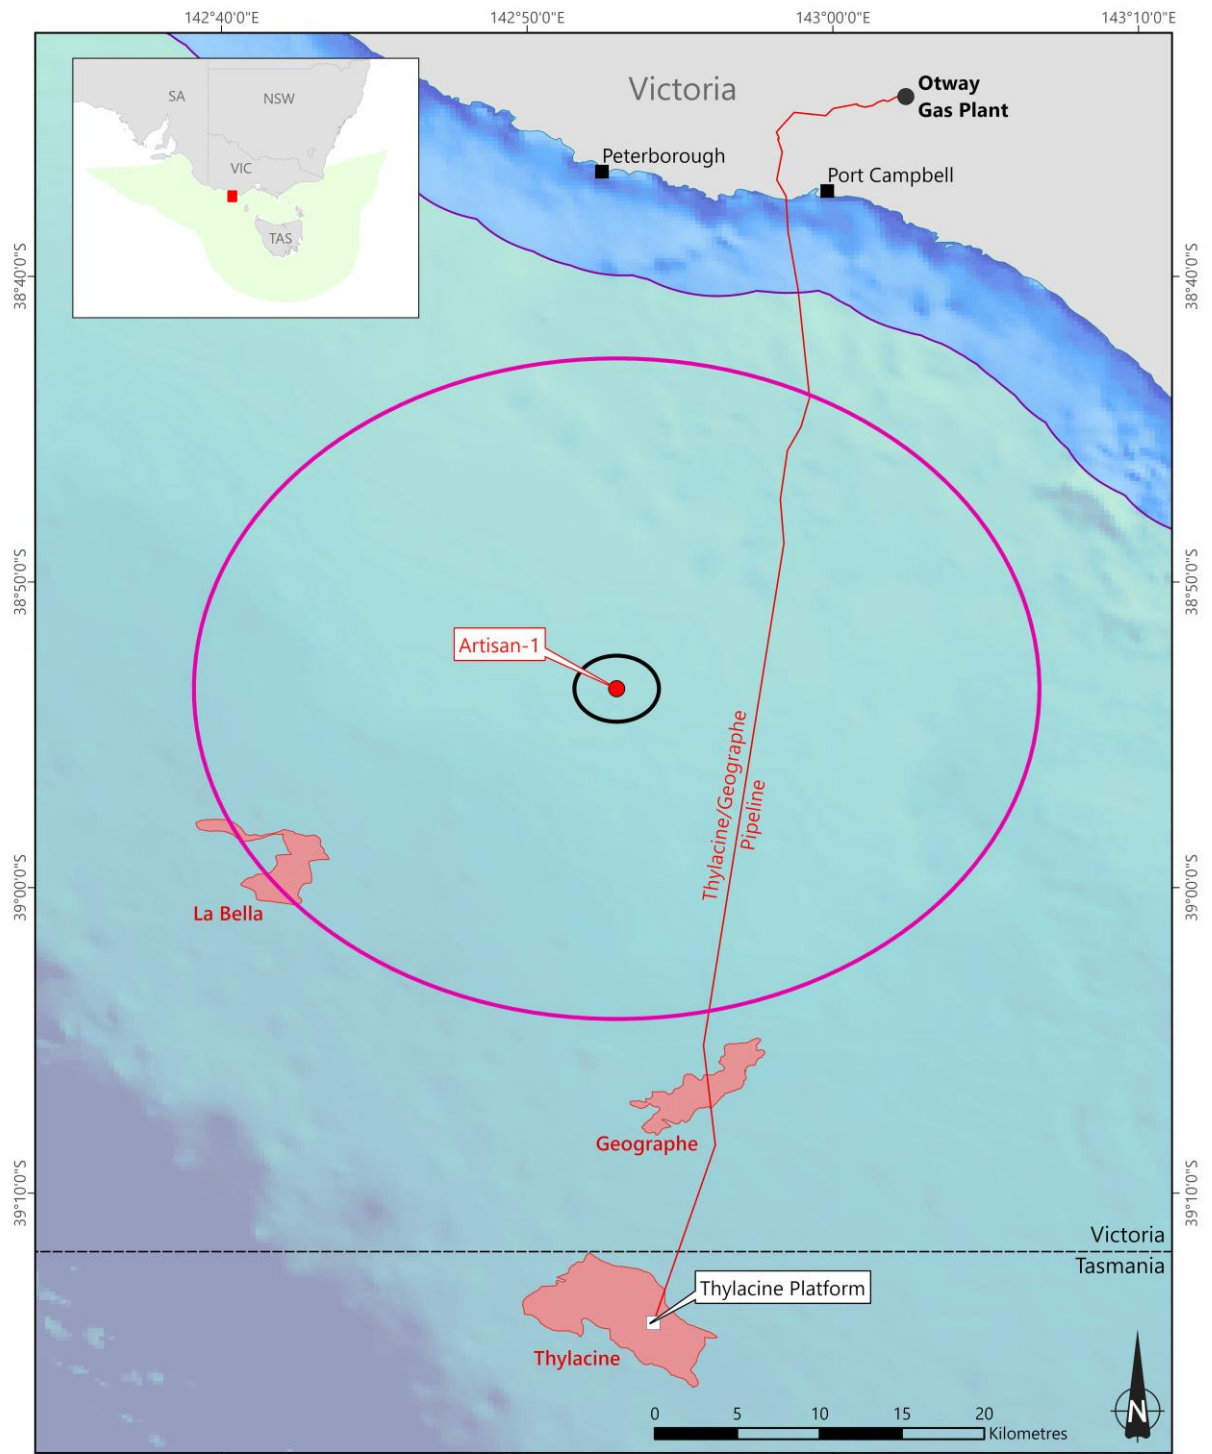 142°40'0"E
142°50'0"E
143°0'0"E
143°10'0"E
SA
NSW
VIC
TAS
Victoria
Otway
Gas Plant
Peterborough
Port Campbell
38°40'0"S
38°40'0"S
38°50'0"S
38°50'0"S
Artisan-1
Thylacine/Geographe
Pipeline
39°00'0"S
39°00'0"S
La Bella
Geographe
39°10'0"S
39°10'0"S
Victoria
Tasmania
Thylacine Platform
Thylacine
0 5 10 15 20
Kilometres
N